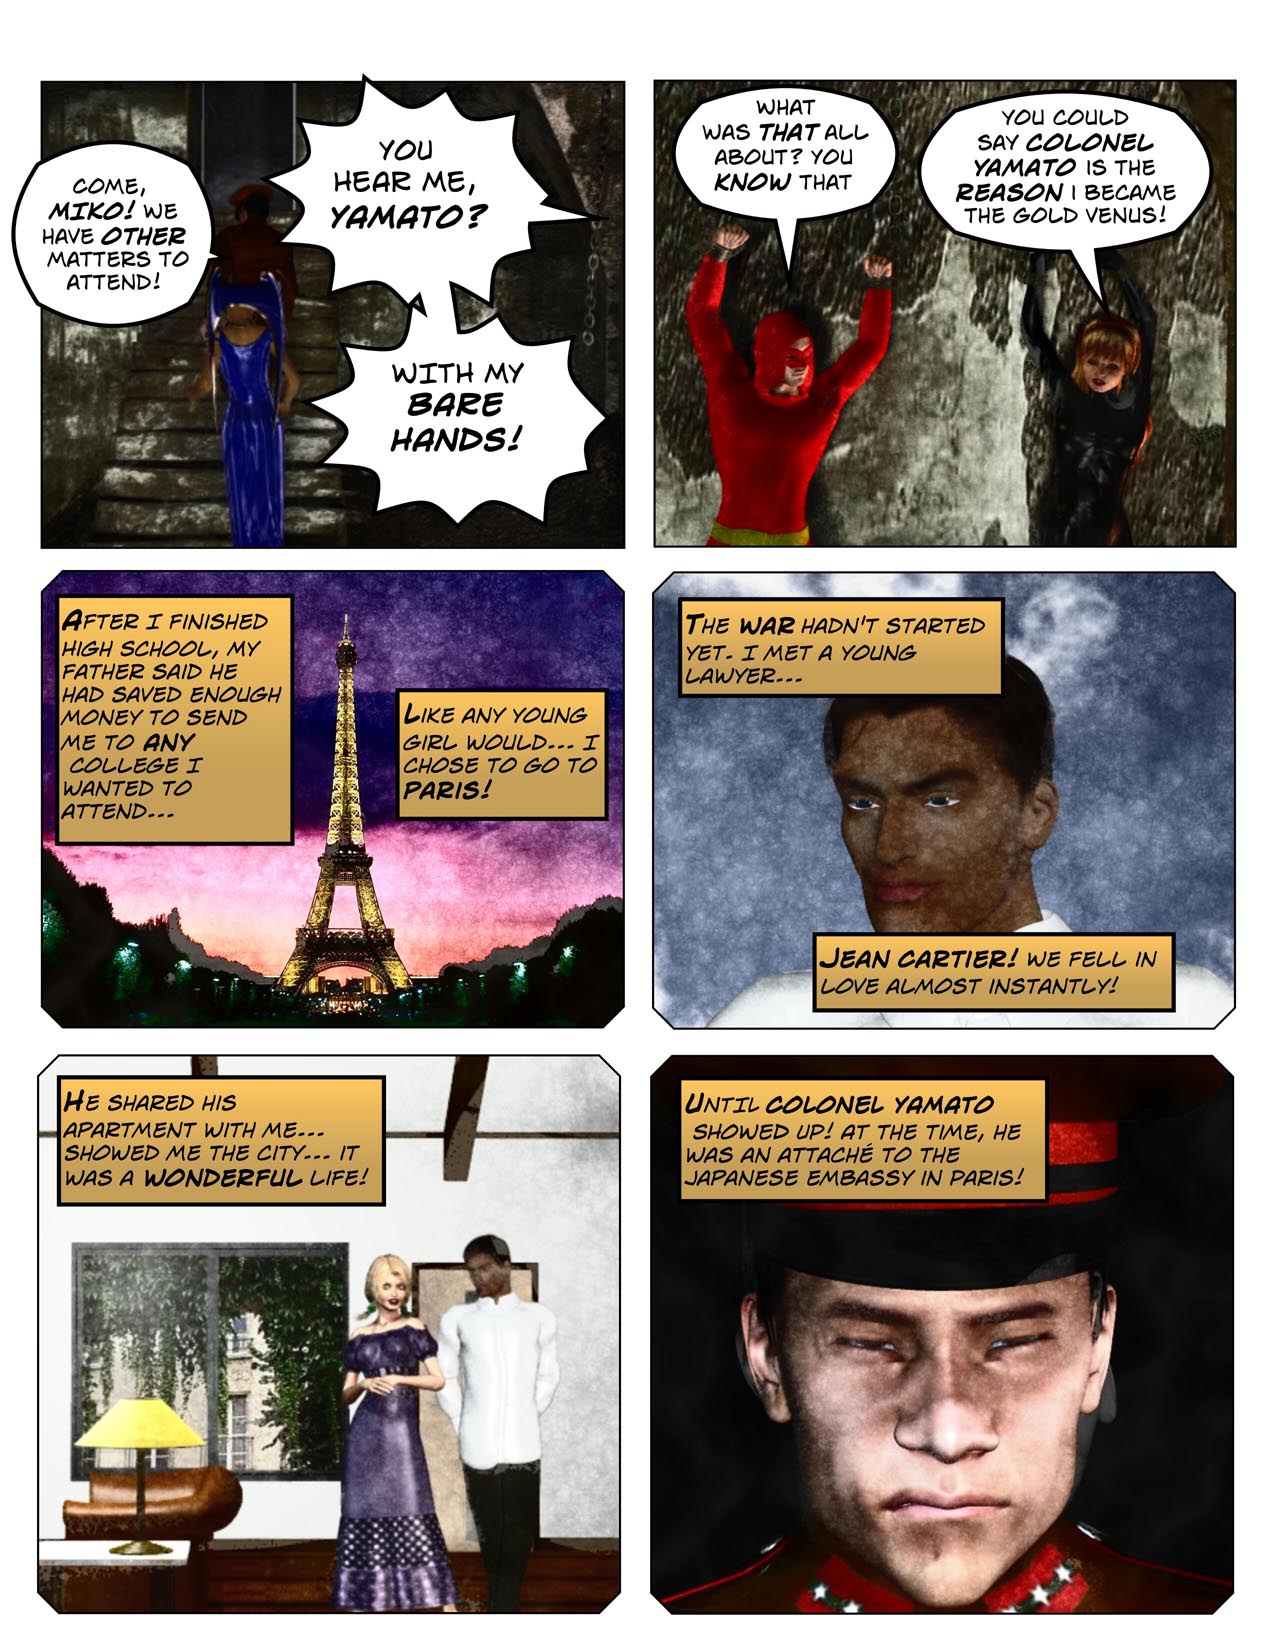 COME,
MIKO! WE
HAVE OTHER
MATTERS TO
ATTEND!
YOU
HEAR ME,
YAMATO?
WITH MY
BARE
HANDS!
WHAT
WAS THAT ALL
ABOUT? YOU
KNOW THAT
YOU COULD
SAY COLONEL
YAMATO IS THE
REASON I BECAME
THE GOLD VENUS!
AFTER I FINISHED
HIGH SCHOOL, MY
FATHER SAID HE
HAD SAVED ENOUGH
MONEY TO SEND
ME TO ANY
COLLEGE I
WANTED TO
ATTEND...
LIKE ANY YOUNG
GIRL WOULD... I
CHOSE TO GO TO
PARIS!
THE WAR HADN'T STARTED
YET. I MET A YOUNG
LAWYER...
JEAN CARTIER! WE FELL IN
LOVE ALMOST INSTANTLY!
HE SHARED HIS
APARTMENT WITH ME...
SHOWED ME THE CITY... IT
WAS A WONDERFUL LIFE!
UNTIL COLONEL YAMATO
SHOWED UP! AT THE TIME, HE
WAS AN ATTACHÉ TO THE
JAPANESE EMBASSY IN PARIS!